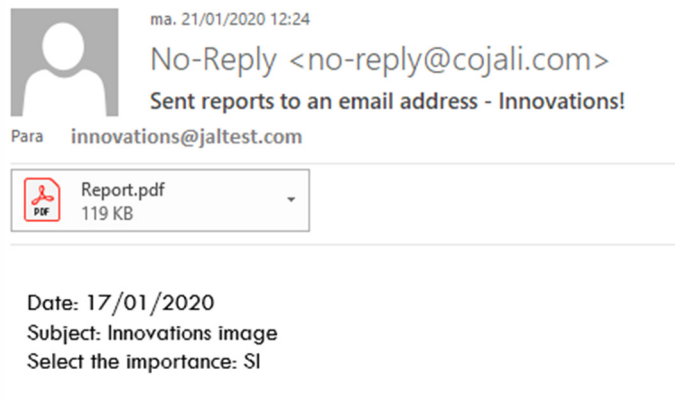 ma. 21/01/2020 12:24
No-Reply <no-reply@cojali.com>
Sent reports to an email address - Innovations!
Para innovations@jaltest.com
Report.pdf
PDF
119 KB
Date: 17/01/2020
Subject: Innovations image
Select the importance: SI